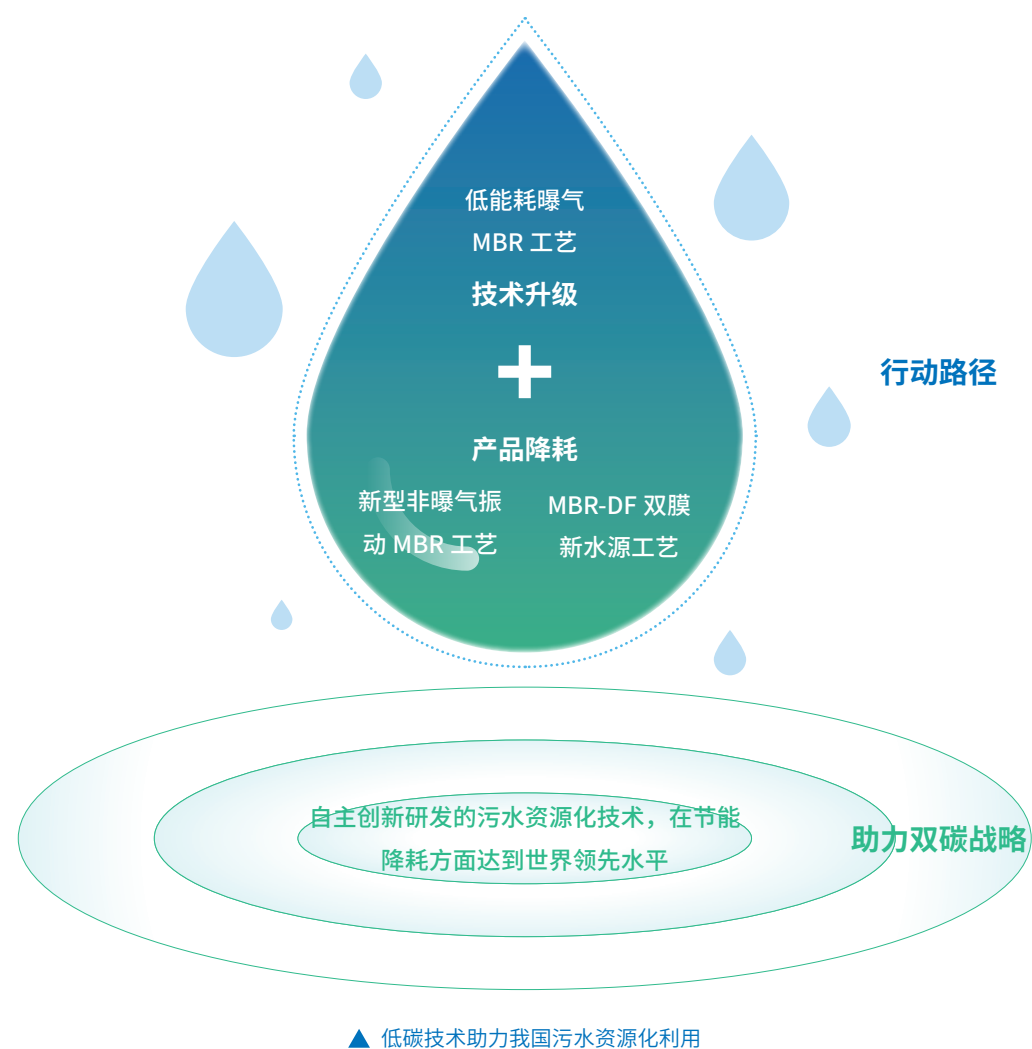 低能耗曝气
MBR 工艺
技术升级
行动路径
产品降耗
新型非曝气振
动 MBR 工艺
MBR-DF 双膜
新水源工艺
自主创新研发的污水资源化技术，在节能
降耗方面达到世界领先水平
助力双碳战略
▲ 低碳技术助力我国污水资源化利用